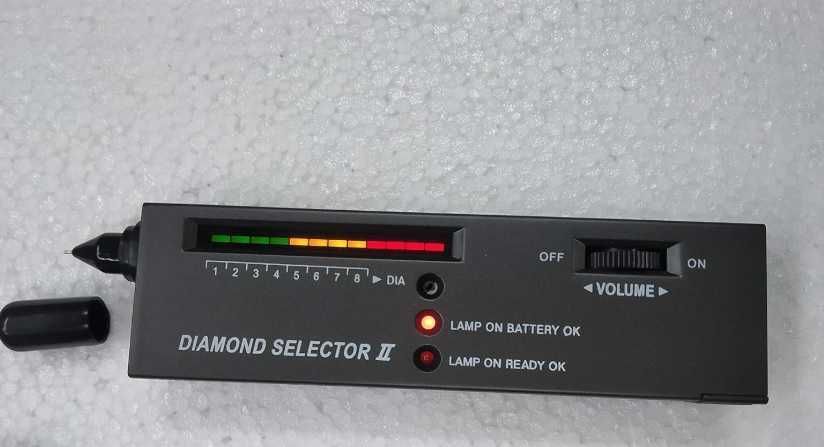 OFF ON
◄ VOLUME ►
1 2 3 4 5 6 7 8 ► DIA
LAMP ON BATTERY OK
DIAMOND SELECTOR II
LAMP ON READY OK